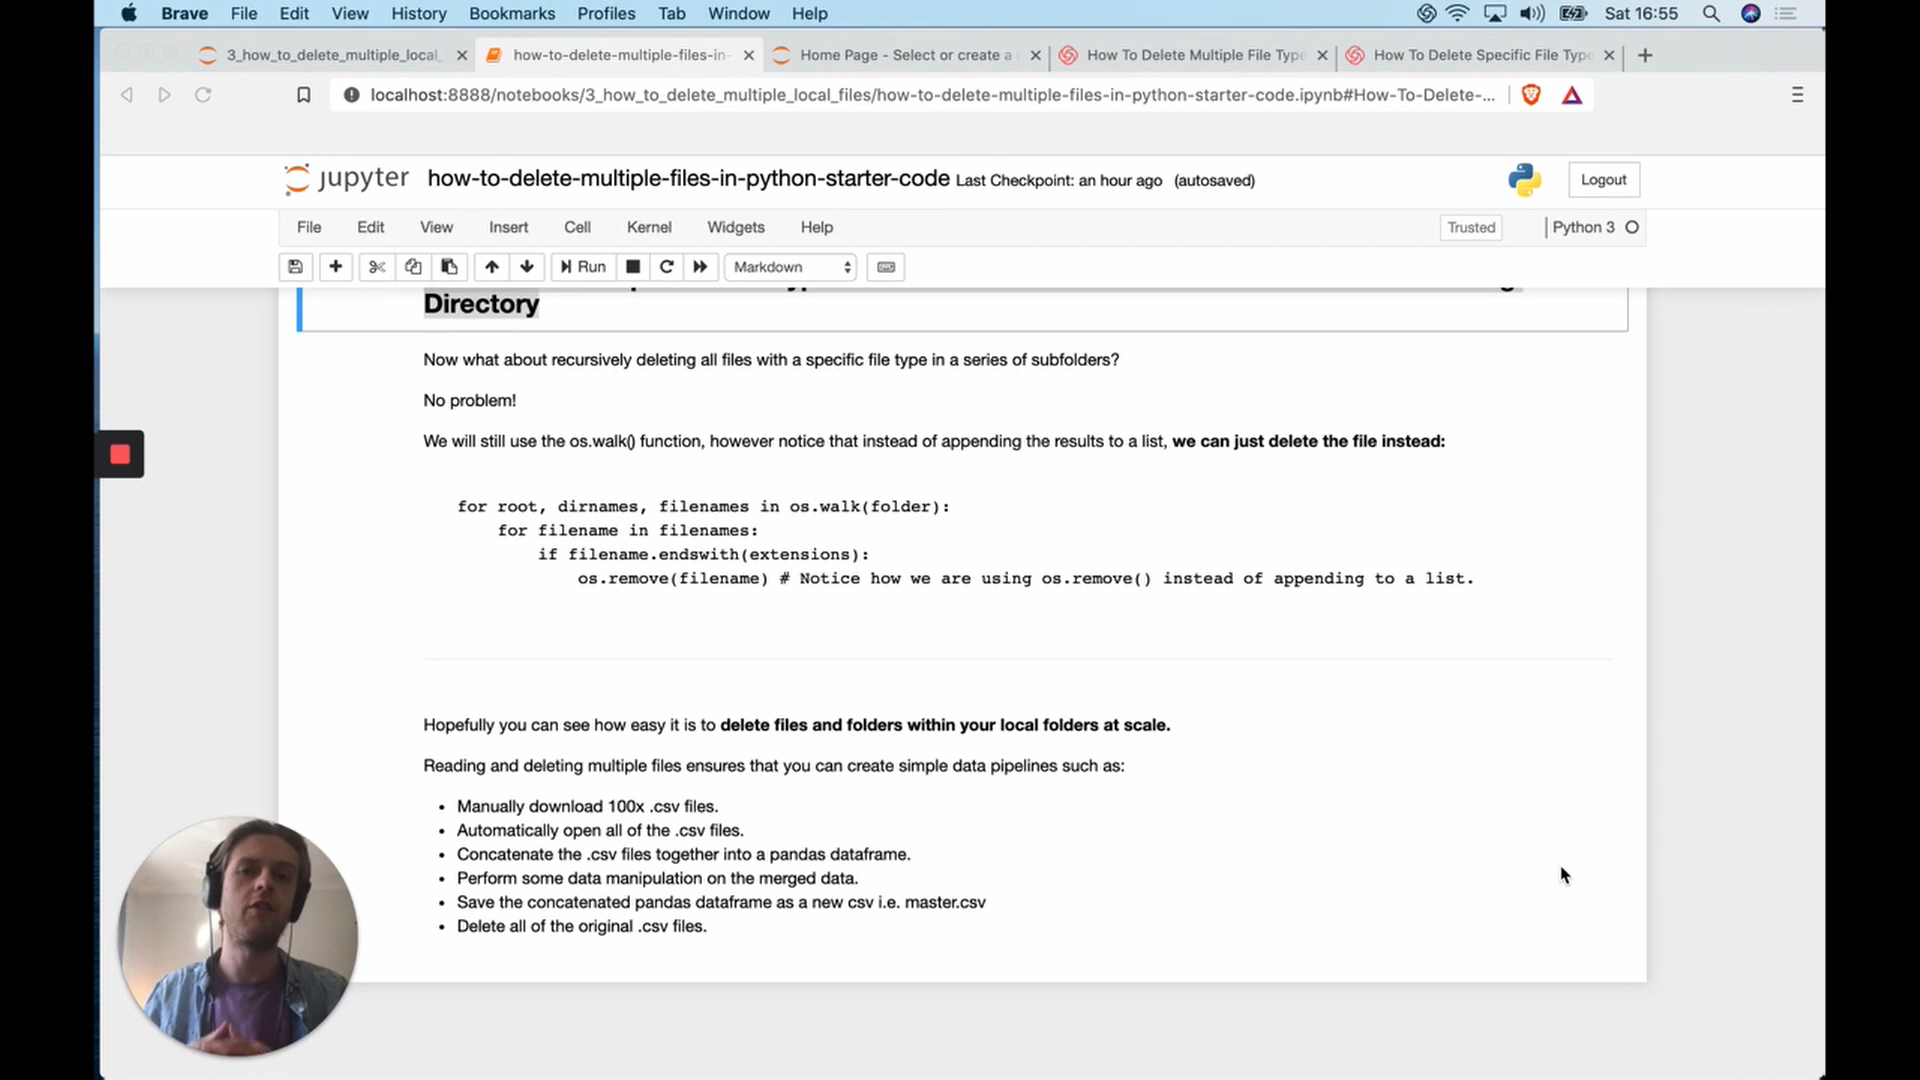 Brave File Edit View History Bookmarks Profiles Tab Window Help Sat 16:55
3_how_to_delete_multiple_local_ how-to-delete-multiple-files-in- Home Page - Select or create a How To Delete Multiple File Type How To Delete Specific File Type
localhost:8888/notebooks/3_how_to_delete_multiple_local_files/how-to-delete-multiple-files-in-python-starter-code.ipynb#How-To-Delete-...
jupyter how-to-delete-multiple-files-in-python-starter-code Last Checkpoint: an hour ago (autosaved) Logout
File Edit View Insert Cell Kernel Widgets Help Trusted Python 3
Run Markdown
Directory
Now what about recursively deleting all files with a specific file type in a series of subfolders?
No problem!
We will still use the os.walk() function, however notice that instead of appending the results to a list, we can just delete the file instead:
for root, dirnames, filenames in os.walk(folder):
for filename in filenames:
if filename.endswith(extensions):
os.remove(filename) # Notice how we are using os.remove() instead of appending to a list.
Hopefully you can see how easy it is to delete files and folders within your local folders at scale.
Reading and deleting multiple files ensures that you can create simple data pipelines such as:
• Manually download 100x .csv files.
• Automatically open all of the .csv files.
• Concatenate the .csv files together into a pandas dataframe.
• Perform some data manipulation on the merged data.
• Save the concatenated pandas dataframe as a new csv i.e. master.csv
• Delete all of the original .csv files.